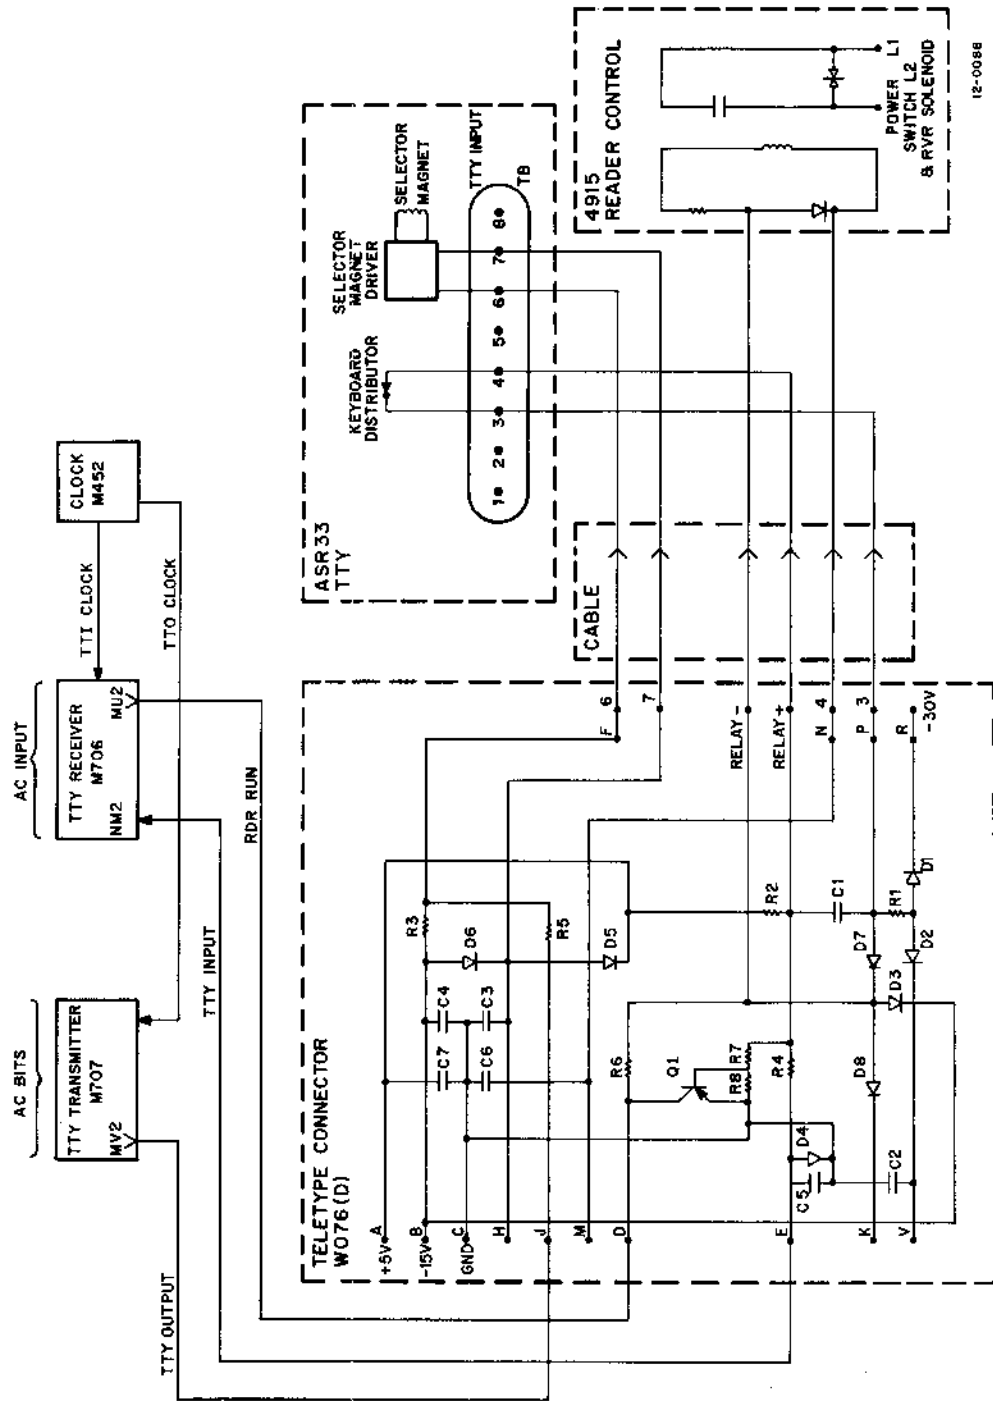 AC BITS
TTY TRANSMITTER
M707
MV2
AC INPUT
TTY RECEIVER
M706
NM2
MU2
CLOCK
M452
TTI CLOCK
TTO CLOCK
TTY OUTPUT
TTY INPUT
RDR RUN
TELETYPE CONNECTOR
W076(D)
+5V
A
-15V
B
GND
C
H
J
M
D
E
K
V
C7
C4
C6
C3
R3
D6
R5
D5
R6
Q1
R8
R7
R4
D4
C5
C2
D8
D3
D7
D2
R2
C1
R1
D1
F
6
7
RELAY -
RELAY +
N
4
P
3
R
-30V
CABLE
ASR33
TTY
KEYBOARD
DISTRIBUTOR
SELECTOR
MAGNET
DRIVER
SELECTOR
MAGNET
TTY INPUT
1
2
3
4
5
6
7
8
TB
4915
READER CONTROL
POWER L1
SWITCH L2
& RVR SOLENOID
12-0086